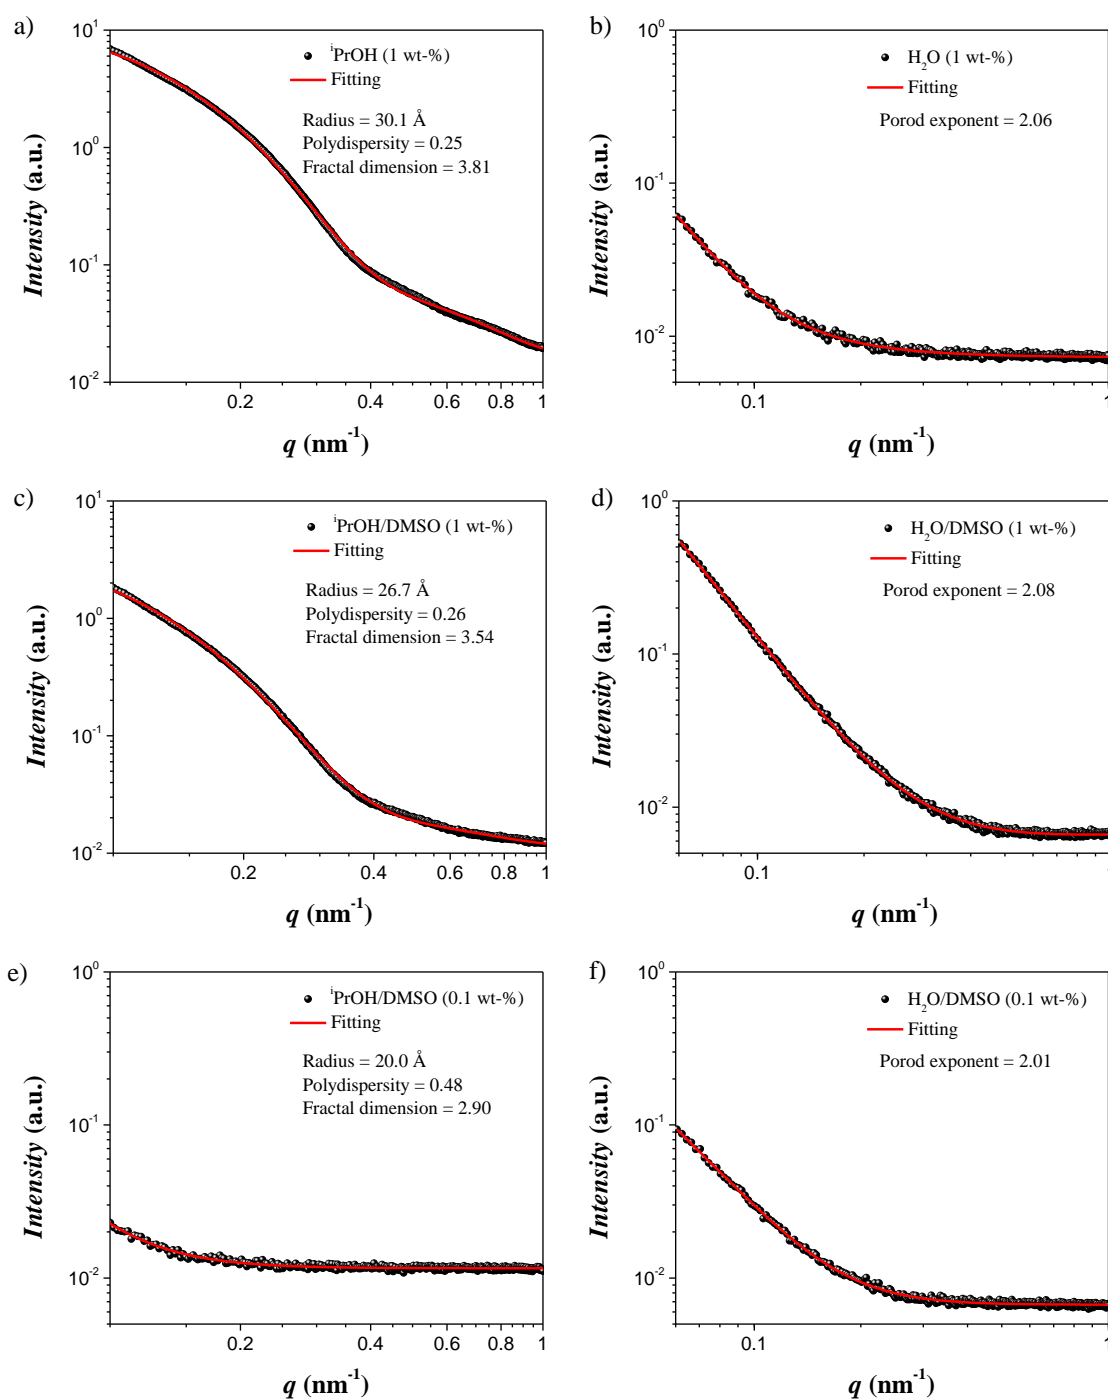 a)
10^1
10^0
10^-1
10^-2
Intensity (a.u.)
iPrOH (1 wt-%)
Fitting
Radius = 30.1 Å
Polydispersity = 0.25
Fractal dimension = 3.81
0.2 0.4 0.6 0.8 1
q (nm^-1)
b)
10^0
10^-1
10^-2
Intensity (a.u.)
H2O (1 wt-%)
Fitting
Porod exponent = 2.06
0.1 1
q (nm^-1)
c)
10^1
10^0
10^-1
10^-2
Intensity (a.u.)
iPrOH/DMSO (1 wt-%)
Fitting
Radius = 26.7 Å
Polydispersity = 0.26
Fractal dimension = 3.54
0.2 0.4 0.6 0.8 1
q (nm^-1)
d)
10^0
10^-1
10^-2
Intensity (a.u.)
H2O/DMSO (1 wt-%)
Fitting
Porod exponent = 2.08
0.1 1
q (nm^-1)
e)
10^0
10^-1
10^-2
Intensity (a.u.)
iPrOH/DMSO (0.1 wt-%)
Fitting
Radius = 20.0 Å
Polydispersity = 0.48
Fractal dimension = 2.90
0.2 0.4 0.6 0.8 1
q (nm^-1)
f)
10^0
10^-1
10^-2
Intensity (a.u.)
H2O/DMSO (0.1 wt-%)
Fitting
Porod exponent = 2.01
0.1 1
q (nm^-1)